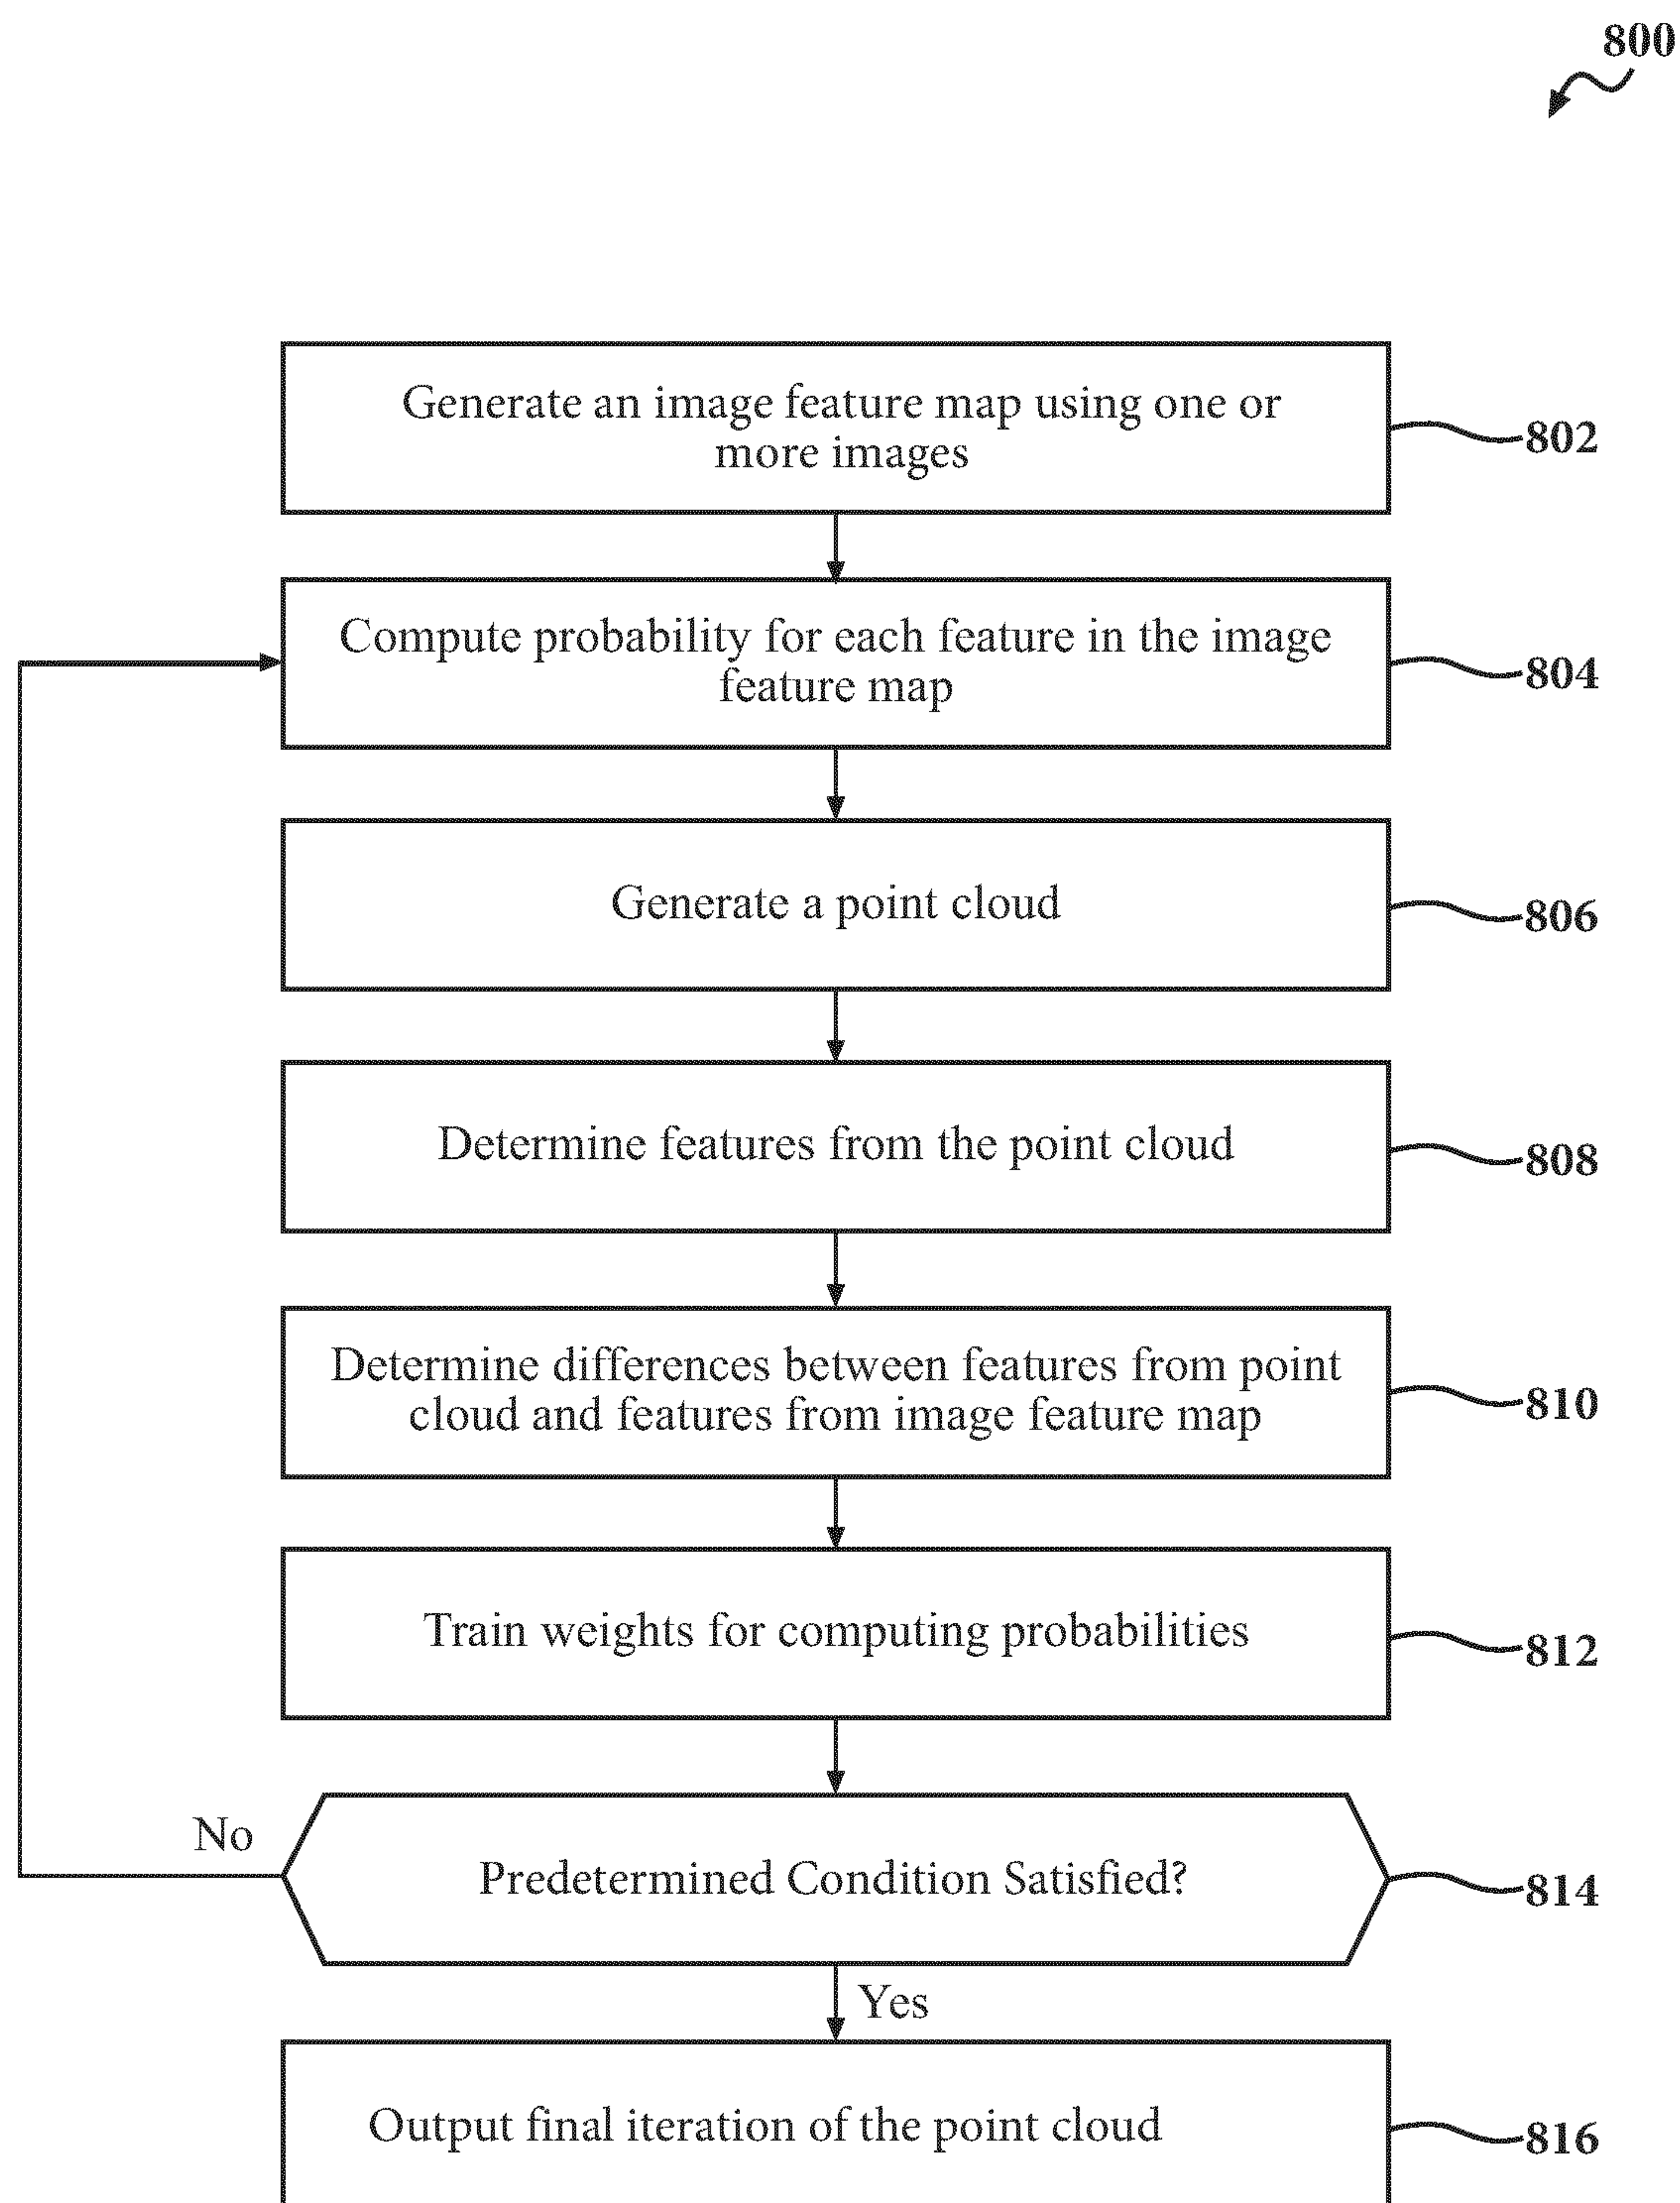 800
Generate an image feature map using one or
more images
802
Compute probability for each feature in the image
feature map
804
Generate a point cloud
806
Determine features from the point cloud
808
Determine differences between features from point
cloud and features from image feature map
810
Train weights for computing probabilities
812
No
Predetermined Condition Satisfied?
814
Yes
Output final iteration of the point cloud
816